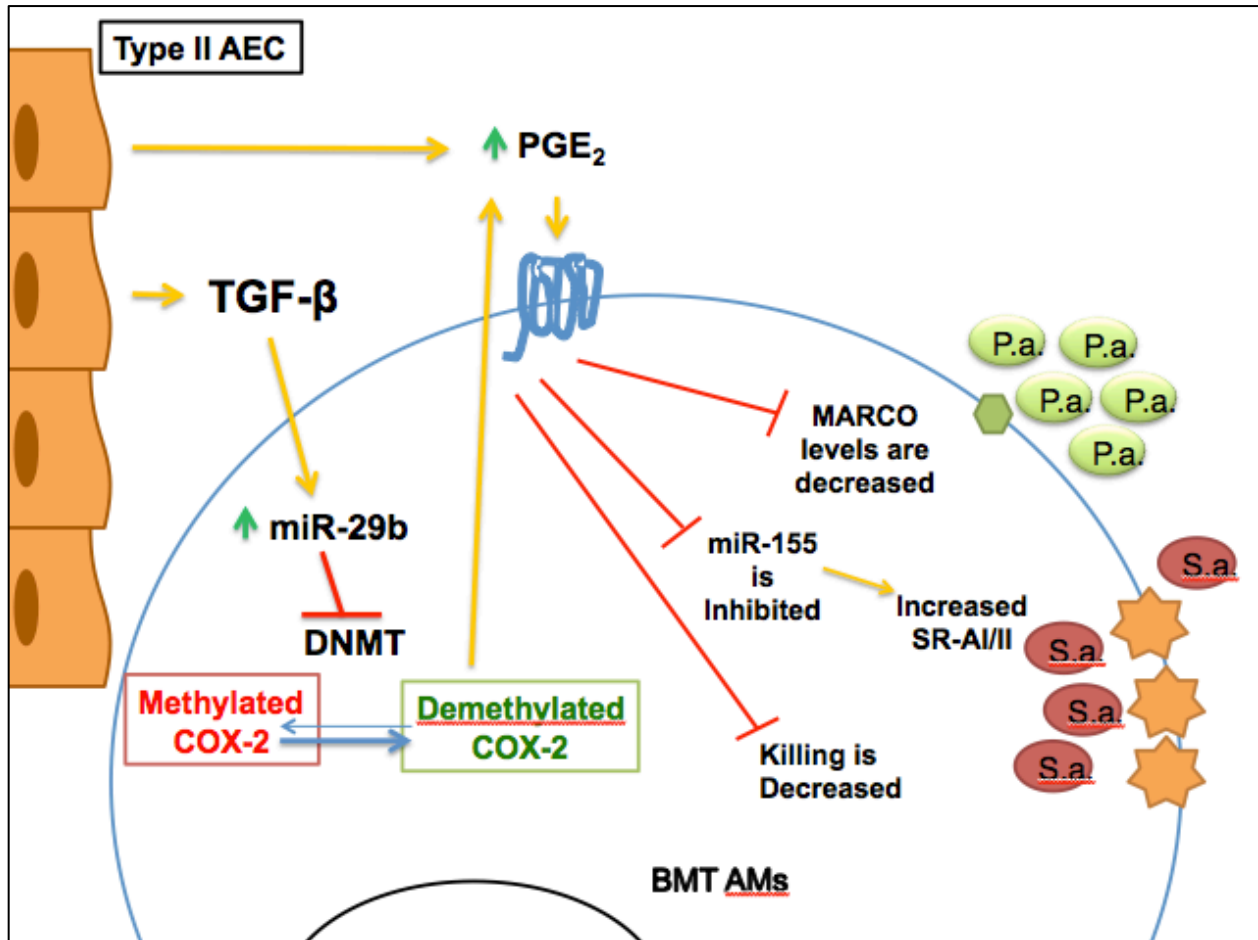 Type II AEC
PGE₂
TGF-β
miR-29b
DNMT
Methylated
COX-2
Demethylated
COX-2
MARCO
levels are
decreased
miR-155
is
Inhibited
Increased
SR-AI/II
Killing is
Decreased
P.a.
P.a.
P.a.
P.a.
P.a.
S.a.
S.a.
S.a.
S.a.
BMT AMs